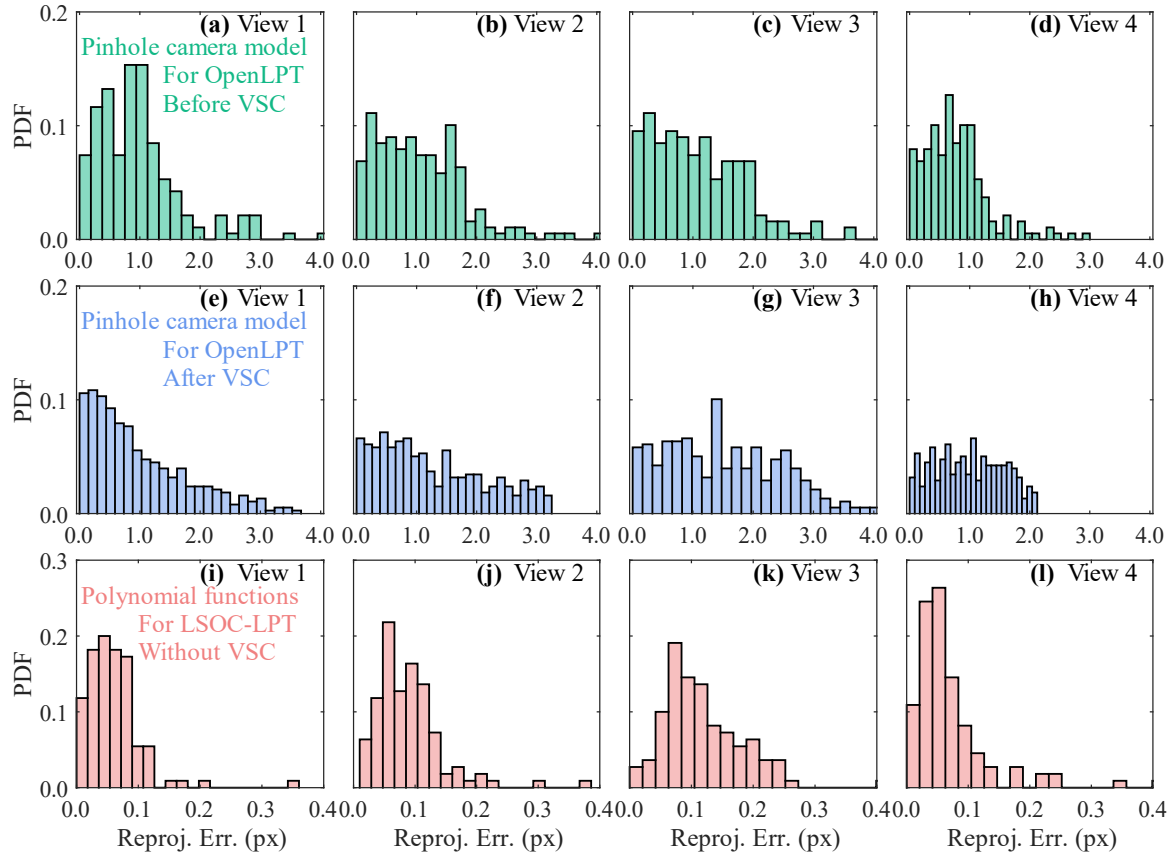 0.2
0.1
0.0
PDF
(a) View 1
Pinhole camera model
For OpenLPT
Before VSC
(b) View 2
(c) View 3
(d) View 4
0.0 1.0 2.0 3.0 4.0
0.0 1.0 2.0 3.0 4.0
0.0 1.0 2.0 3.0 4.0
0.0 1.0 2.0 3.0 4.0
0.2
0.1
0.0
PDF
(e) View 1
Pinhole camera model
For OpenLPT
After VSC
(f) View 2
(g) View 3
(h) View 4
0.0 1.0 2.0 3.0 4.0
0.0 1.0 2.0 3.0 4.0
0.0 1.0 2.0 3.0 4.0
0.0 1.0 2.0 3.0 4.0
0.3
0.2
0.1
0.0
PDF
(i) View 1
Polynomial functions
For LSOC-LPT
Without VSC
(j) View 2
(k) View 3
(l) View 4
0.0 0.1 0.2 0.3 0.4
0.0 0.1 0.2 0.3 0.4
0.0 0.1 0.2 0.3 0.4
0.0 0.1 0.2 0.3 0.4
Reproj. Err. (px)
Reproj. Err. (px)
Reproj. Err. (px)
Reproj. Err. (px)